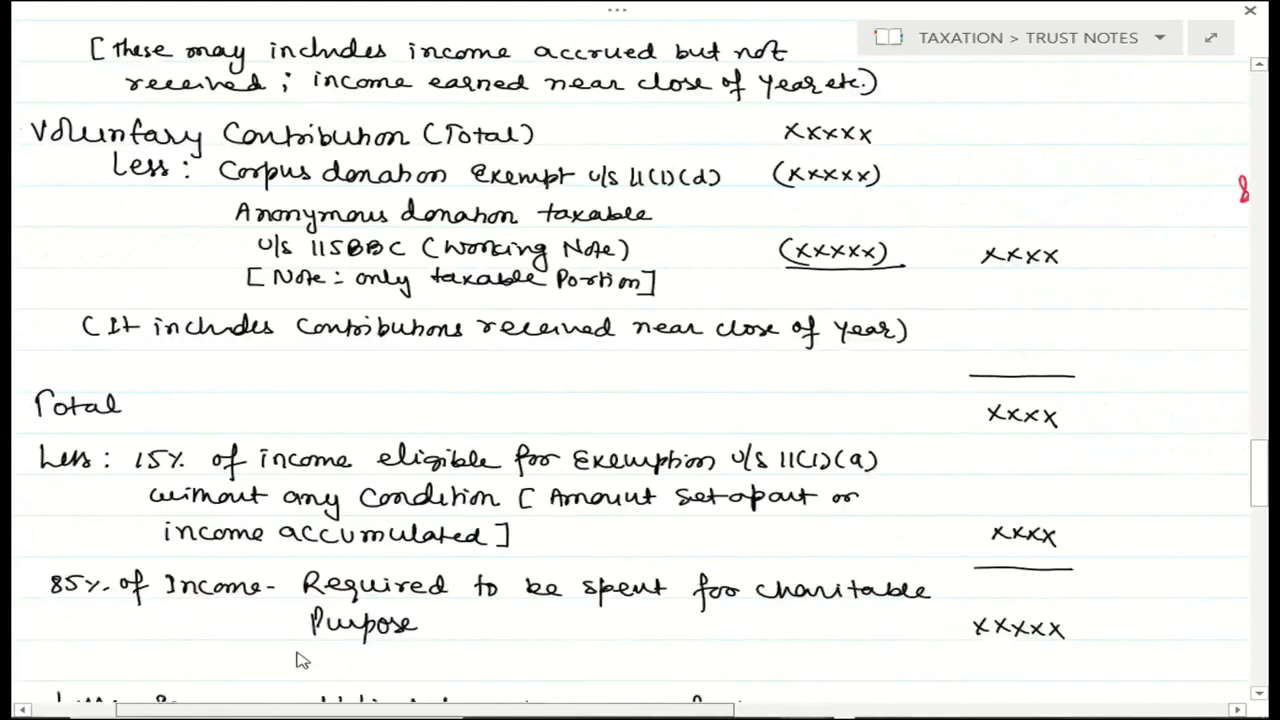 TAXATION > TRUST NOTES
[These may includes income accrued but not
received ; income earned near close of Year etc.)
Voluntary Contribution (Total) xxxxx
Less : Corpus donation Exempt u/s 11(1)(d) (xxxxx)
Anonymous donation taxable
u/s 115BBC (Working Note) (xxxxx) xxxx
[Note : only taxable Portion]
(It includes Contributions received near close of Year)
Total xxxx
Less : 15% of income eligible for Exemption u/s 11(1)(a)
without any Condition [Amount set apart or
income accumulated] xxxx
85% of Income - Required to be spent for charitable
Purpose xxxxx
8